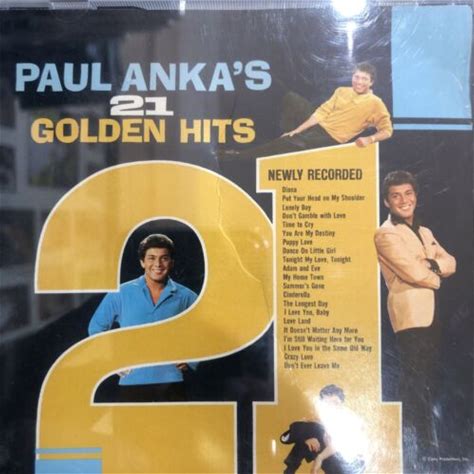 PAUL ANKA'S
21
GOLDEN HITS
21
NEWLY RECORDED
Diana
Put Your Head on My Shoulder
Lonely Boy
Don't Gamble with Love
Time to Cry
You Are My Destiny
Puppy Love
Dance On Little Girl
Tonight My Love, Tonight
Adam and Eve
My Home Town
Summer's Gone
Cinderella
The Longest Day
I Love You, Baby
Love Land
It Doesn't Matter Any More
I'm Still Waiting Here for You
I Love You in the Same Old Way
Crazy Love
Don't Ever Leave Me